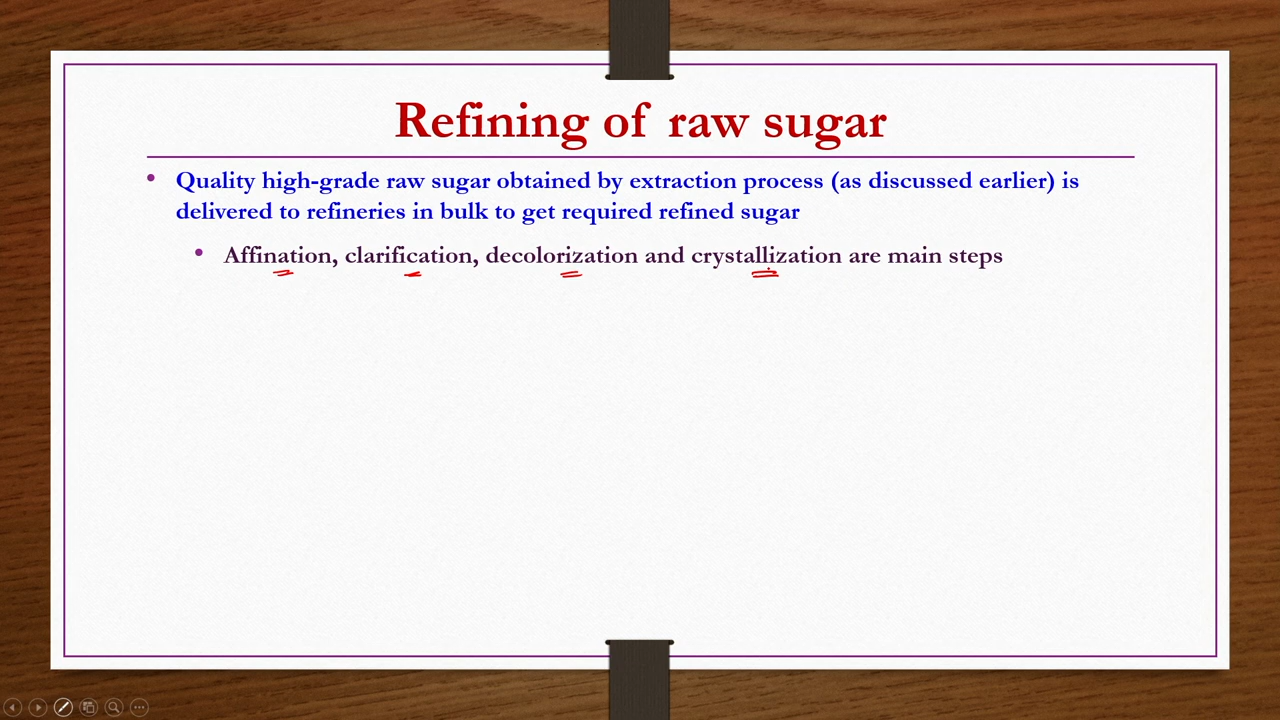 Refining of raw sugar
• Quality high-grade raw sugar obtained by extraction process (as discussed earlier) is
delivered to refineries in bulk to get required refined sugar
• Affination, clarification, decolorization and crystallization are main steps